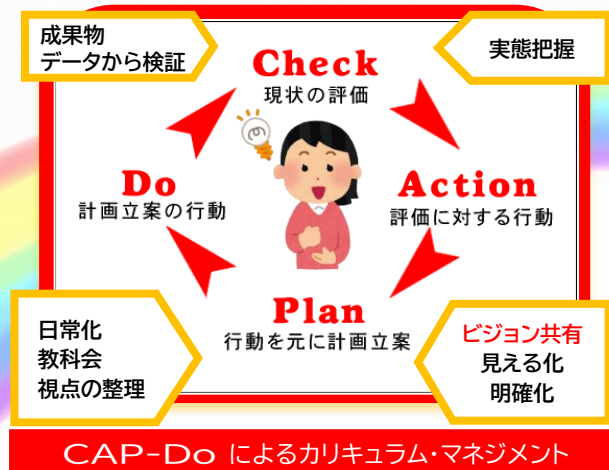 成果物
データから検証
実態把握
Check
現状の評価
Do
計画立案の行動
Action
評価に対する行動
Plan
行動を元に計画立案
日常化
教科会
視点の整理
ビジョン共有
見える化
明確化
CAP-Do によるカリキュラム・マネジメント